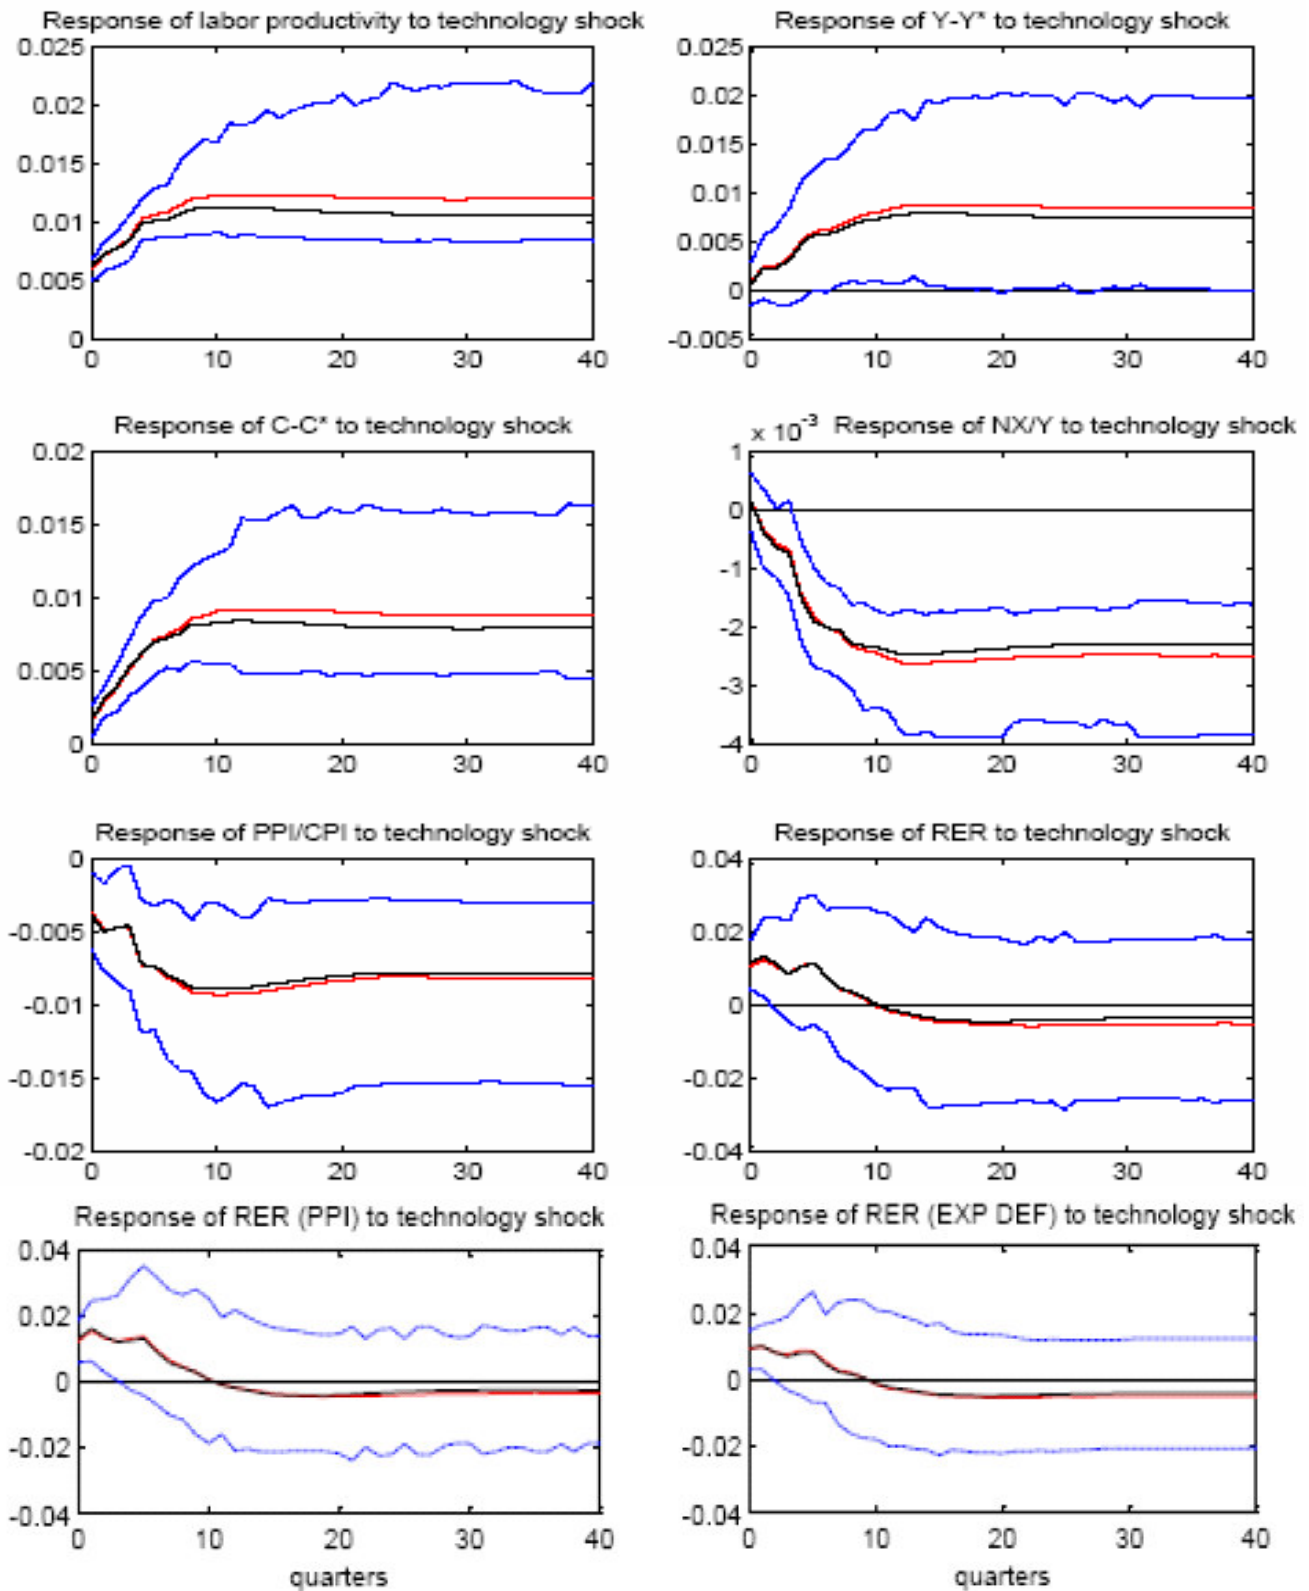 Response of labor productivity to technology shock
0.025
0.02
0.015
0.01
0.005
0
0 10 20 30 40
Response of Y-Y* to technology shock
0.025
0.02
0.015
0.01
0.005
0
-0.005
0 10 20 30 40
Response of C-C* to technology shock
0.02
0.015
0.01
0.005
0
0 10 20 30 40
x 10-3 Response of NX/Y to technology shock
1
0
-1
-2
-3
-4
0 10 20 30 40
Response of PPI/CPI to technology shock
0
-0.005
-0.01
-0.015
-0.02
0 10 20 30 40
Response of RER to technology shock
0.04
0.02
0
-0.02
-0.04
0 10 20 30 40
Response of RER (PPI) to technology shock
0.04
0.02
0
-0.02
-0.04
0 10 20 30 40
quarters
Response of RER (EXP DEF) to technology shock
0.04
0.02
0
-0.02
-0.04
0 10 20 30 40
quarters